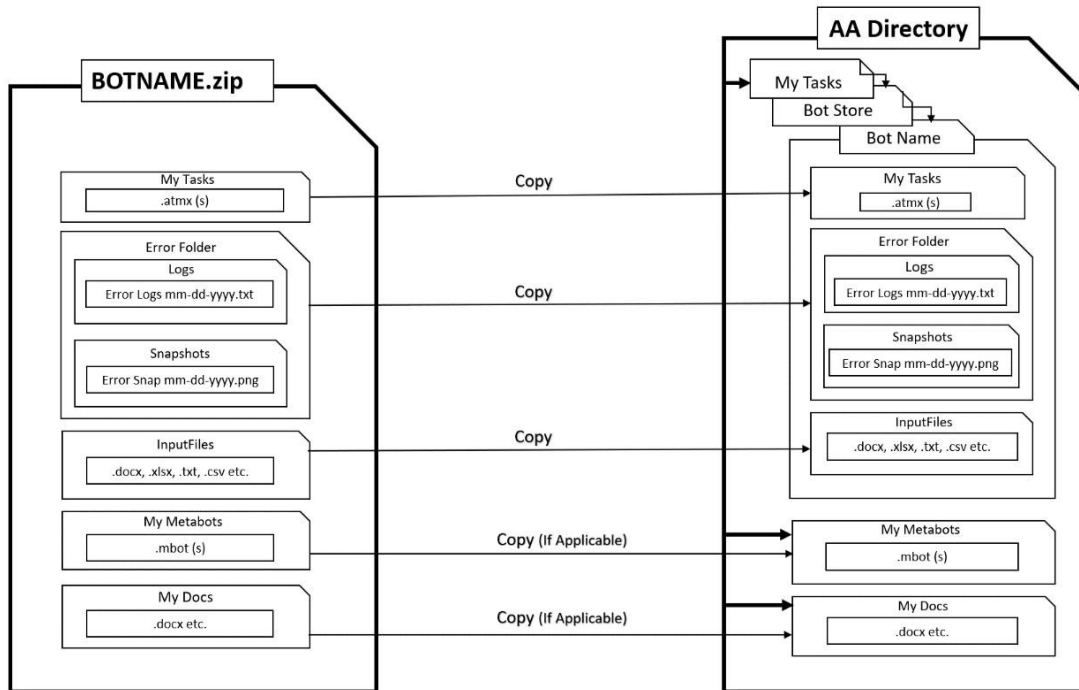 BOTNAME.zip
My Tasks
.atmx (s)
Error Folder
Logs
Error Logs mm-dd-yyyy.txt
Snapshots
Error Snap mm-dd-yyyy.png
InputFiles
.docx, .xlsx, .txt, .csv etc.
My Metabots
.mbot (s)
My Docs
.docx etc.
Copy
Copy
Copy
Copy (If Applicable)
Copy (If Applicable)
AA Directory
My Tasks
Bot Store
Bot Name
My Tasks
.atmx (s)
Error Folder
Logs
Error Logs mm-dd-yyyy.txt
Snapshots
Error Snap mm-dd-yyyy.png
InputFiles
.docx, .xlsx, .txt, .csv etc.
My Metabots
.mbot (s)
My Docs
.docx etc.